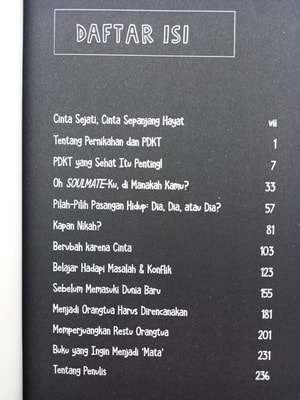 DAFTAR ISI
Cinta Sejati, Cinta Sepanjang Hayat vii
Tentang Pernikahan dan PDKT 1
PDKT yang Sehat Itu Penting! 7
Oh SOULMATE-Ku, di Manakah Kamu? 33
Pilah-Pilih Pasangan Hidup: Dia, Dia, atau Dia? 57
Kapan Nikah? 81
Berubah karena Cinta 103
Belajar Hadapi Masalah & Konflik 123
Sebelum Memasuki Dunia Baru 155
Menjadi Orangtua Harus Direncanakan 181
Memperjuangkan Restu Orangtua 201
Buku yang Ingin Menjadi 'Mata' 231
Tentang Penulis 236